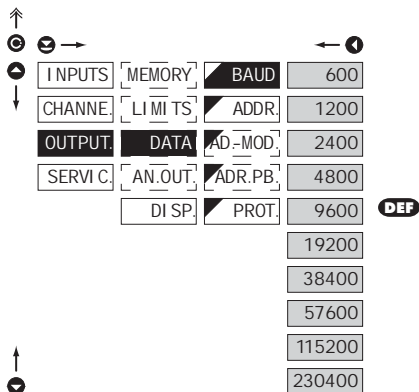 INPUTS MEMORY BAUD 600
CHANNE. LIMITS ADDR. 1200
OUTPUT. DATA AD.-MOD. 2400
SERVIC. AN.OUT. ADR.PB. 4800
DISP. PROT. 9600 DEF
19200
38400
57600
115200
230400